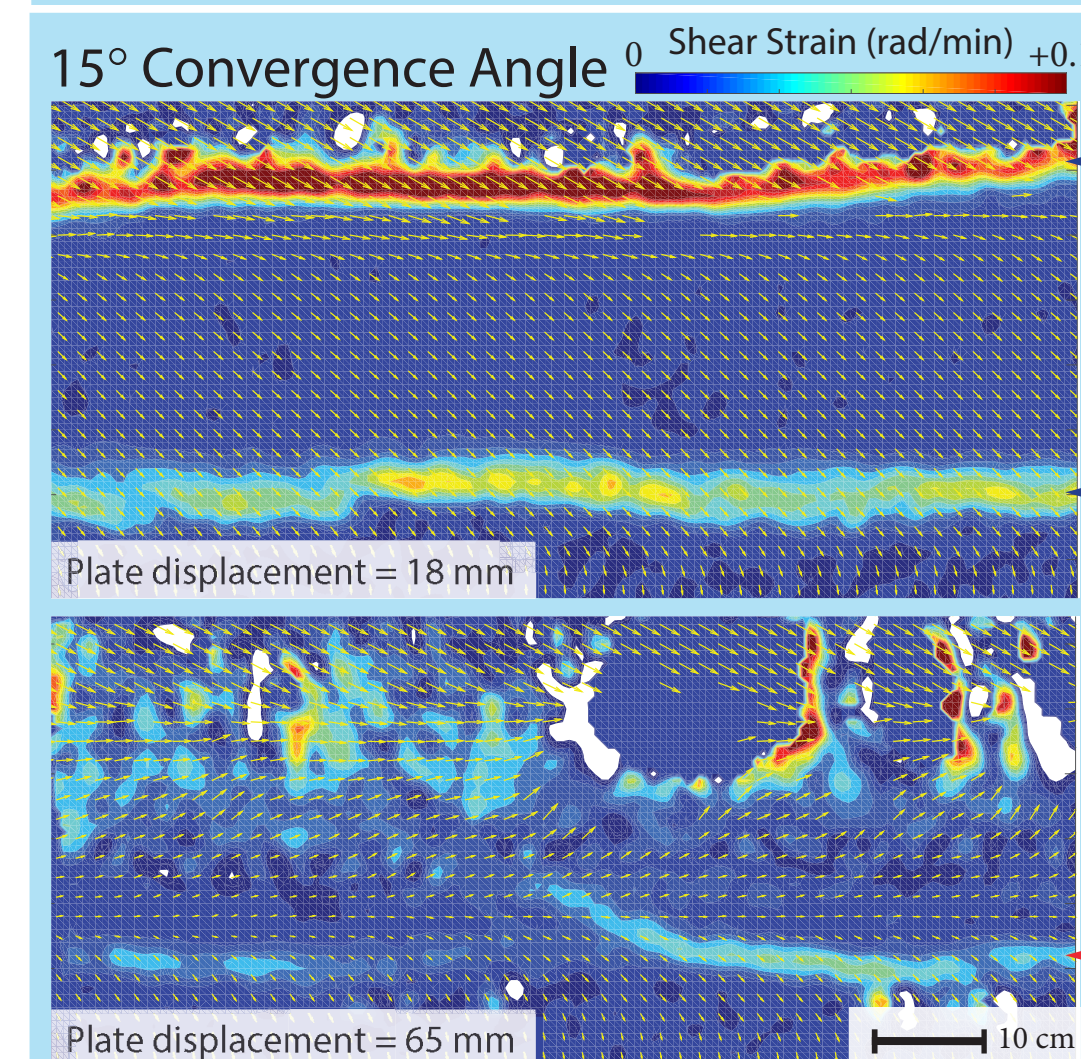 15° Convergence Angle
0 Shear Strain (rad/min) +0.
Plate displacement = 18 mm
Plate displacement = 65 mm
10 cm